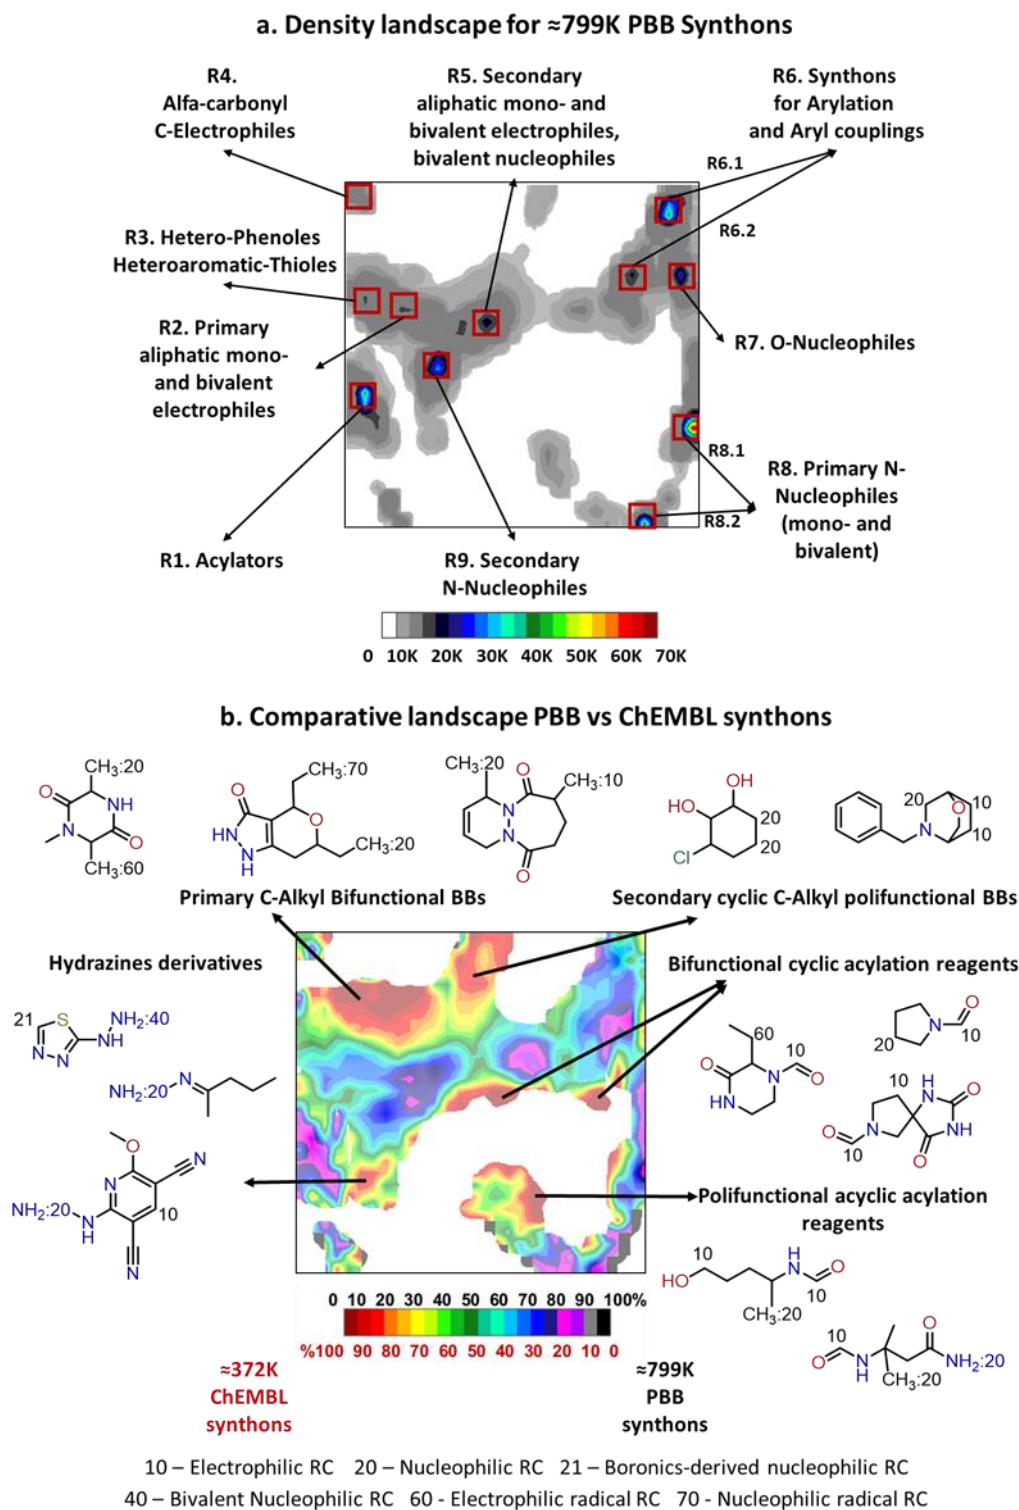 a. Density landscape for ≈799K PBB Synthons
R4.
Alfa-carbonyl
C-Electrophiles
R5. Secondary
aliphatic mono- and
bivalent electrophiles,
bivalent nucleophiles
R6. Synthons
for Arylation
and Aryl couplings
R6.1
R6.2
R3. Hetero-Phenoles
Heteroaromatic-Thioles
R2. Primary
aliphatic mono-
and bivalent
electrophiles
R7. O-Nucleophiles
R8.1
R8. Primary N-
Nucleophiles
(mono- and
bivalent)
R8.2
R1. Acylators
R9. Secondary
N-Nucleophiles
0 10K 20K 30K 40K 50K 60K 70K
b. Comparative landscape PBB vs ChEMBL synthons
CH₃:20
O
NH
N
O
CH₃:60
CH₃:70
O
HN
N
H
O
CH₃:20
CH₃:20
O
CH₃:10
N
N
O
OH
HO
20
20
Cl
20
10
O
N
10
Primary C-Alkyl Bifunctional BBs
Secondary cyclic C-Alkyl polifunctional BBs
Hydrazines derivatives
Bifunctional cyclic acylation reagents
21
S
NH₂:40
N
N
NH
NH₂:20
N
O
N
N
10
NH₂:20
N
H
N
60
10
O
N
O
HN
N
O
20
10
10
H
N
O
N
O
NH
10
O
Polifunctional acyclic acylation
reagents
10
HO
H
N
O
10
CH₃:20
10
O
N
H
O
NH₂:20
CH₃:20
0 10 20 30 40 50 60 70 80 90 100%
%100 90 80 70 60 50 40 30 20 10 0
≈372K
ChEMBL
synthons
≈799K
PBB
synthons
10 – Electrophilic RC 20 – Nucleophilic RC 21 – Boronics-derived nucleophilic RC
40 – Bivalent Nucleophilic RC 60 - Electrophilic radical RC 70 - Nucleophilic radical RC